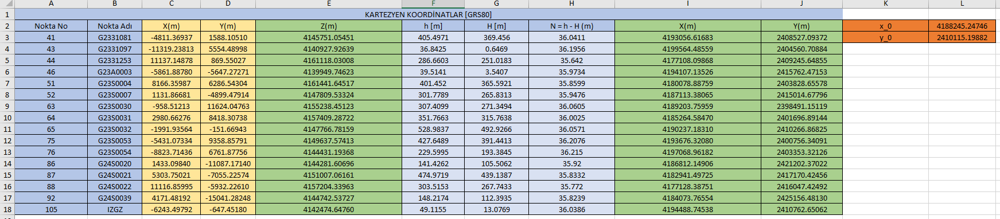 A B C D E F G H I J K L
1 KARTEZYEN KOORDİNATLAR [GRS80]
2 Nokta No Nokta Adı X(m) Y(m) Z(m) h [m] H [m] N = h - H (m) X(m) Y(m) x_0 4188245.24746
3 41 G2331081 -4811.36937 1588.10510 4145751.05451 405.4971 369.456 36.0411 4193056.61683 2408527.09372 y_0 2410115.19882
4 43 G2331097 -11319.23813 5554.48998 4140927.92639 36.8425 0.6469 36.1956 4199564.48559 2404560.70884
5 44 G2331253 11137.14878 869.55027 4161118.03008 286.6603 251.0183 35.642 4177108.09868 2409245.64855
6 46 G23A0003 -5861.88780 -5647.27271 4139949.74623 39.5141 3.5407 35.9734 4194107.13526 2415762.47153
7 51 G23S0004 8166.35987 6286.54304 4161441.64517 401.452 365.5921 35.8599 4180078.88759 2403828.65578
8 52 G23S0007 1131.86681 -4899.47914 4147809.53324 301.7789 265.8313 35.9476 4187113.38065 2415014.67796
9 63 G23S0030 -958.51213 11624.04763 4155238.45123 307.4099 271.3494 36.0605 4189203.75959 2398491.15119
10 64 G23S0031 2980.66276 8418.30738 4157409.28722 351.7663 315.7638 36.0025 4185264.58470 2401696.89144
11 65 G23S0032 -1991.93564 -151.66943 4147766.78159 528.9837 492.9266 36.0571 4190237.18310 2410266.86825
12 75 G23S0053 -5431.07334 9358.85791 4149637.57413 427.6489 391.4413 36.2076 4193676.32080 2400756.34091
13 76 G23S0054 -8823.71436 6761.87756 4144431.19368 229.5995 193.3845 36.215 4197068.96182 2403353.32126
14 86 G24S0020 1433.09840 -11087.17140 4144281.60696 141.4262 105.5062 35.92 4186812.14906 2421202.37022
15 87 G24S0021 5303.75021 -7055.22574 4151007.06161 474.9719 439.1387 35.8332 4182941.49725 2417170.42456
16 88 G24S0022 11116.85995 -5932.22610 4157204.33963 303.5153 267.7433 35.772 4177128.38751 2416047.42492
17 92 G24S0039 4171.48192 -15041.28248 4144742.53727 148.2174 112.3935 35.8239 4184073.76554 2425156.48130
18 105 IZGZ -6243.49792 -647.45180 4142474.64760 49.1155 13.0769 36.0386 4194488.74538 2410762.65062